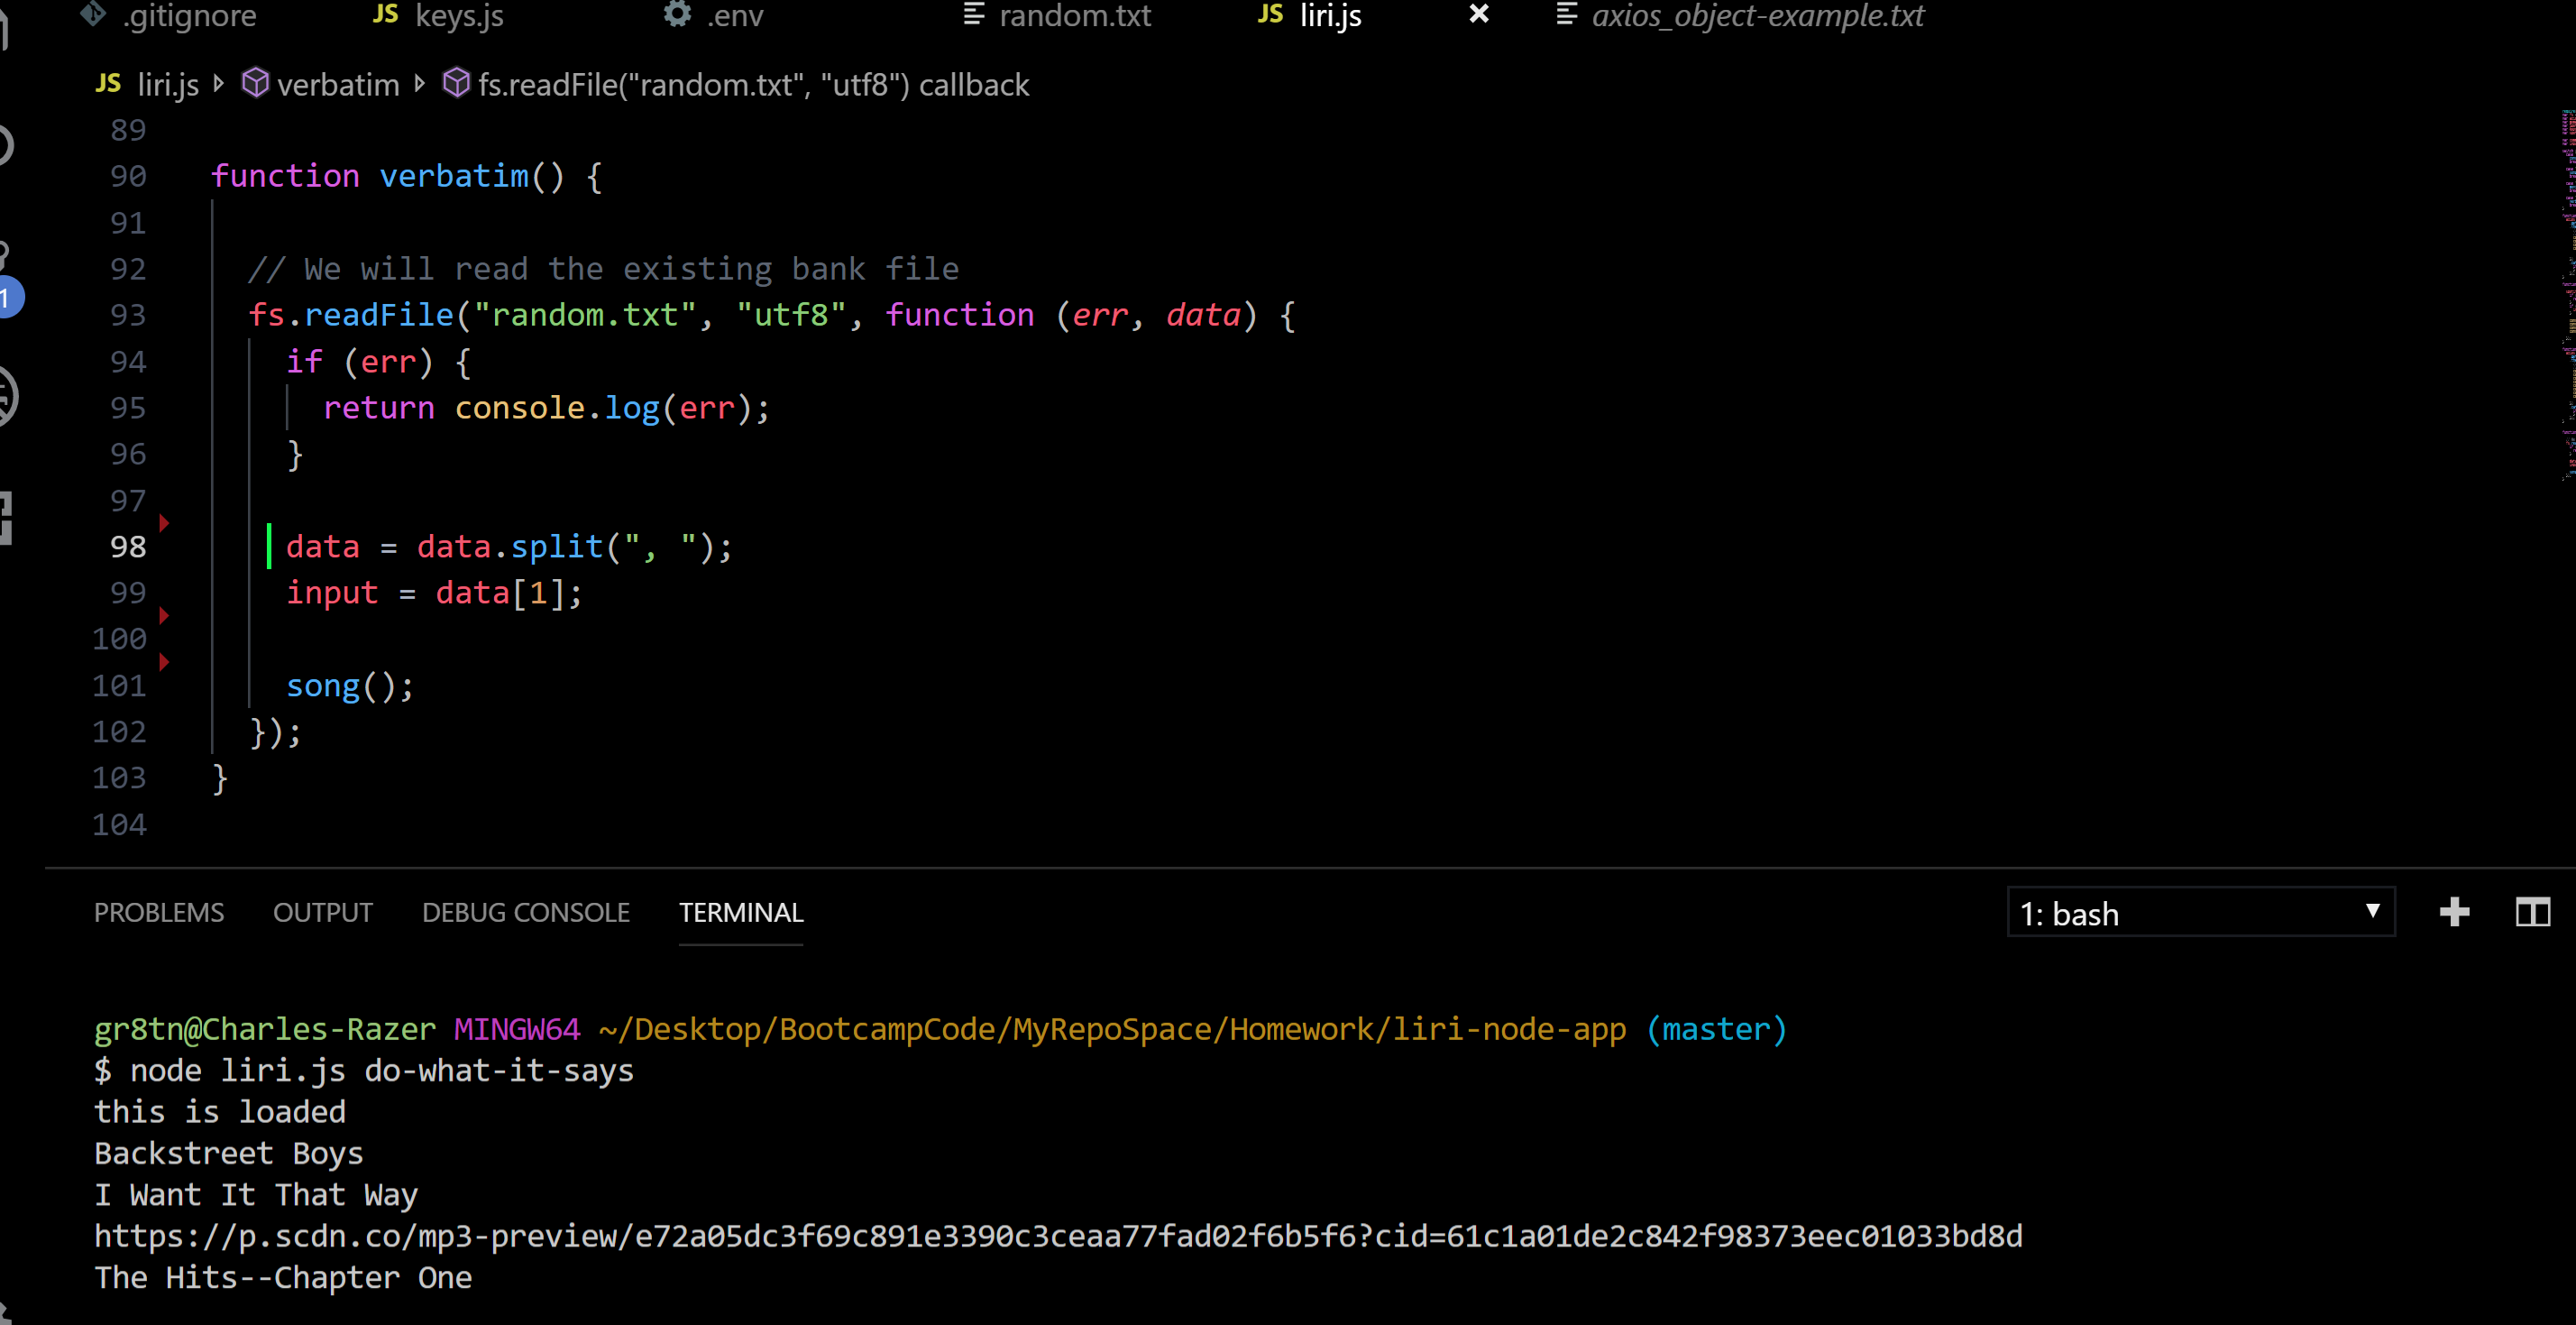 .gitignore JS keys.js .env random.txt JS liri.js × axios_object-example.txt
JS liri.js verbatim fs.readFile("random.txt", "utf8") callback
89
90 function verbatim() {
91
92 // We will read the existing bank file
93 fs.readFile("random.txt", "utf8", function (err, data) {
94 if (err) {
95 return console.log(err);
96 }
97
98 data = data.split(", ");
99 input = data[1];
100
101 song();
102 });
103 }
104
1
PROBLEMS OUTPUT DEBUG CONSOLE TERMINAL 1: bash
gr8tn@Charles-Razer MINGW64 ~/Desktop/BootcampCode/MyRepoSpace/Homework/liri-node-app (master)
$ node liri.js do-what-it-says
this is loaded
Backstreet Boys
I Want It That Way
https://p.scdn.co/mp3-preview/e72a05dc3f69c891e3390c3ceaa77fad02f6b5f6?cid=61c1a01de2c842f98373eec01033bd8d
The Hits--Chapter One